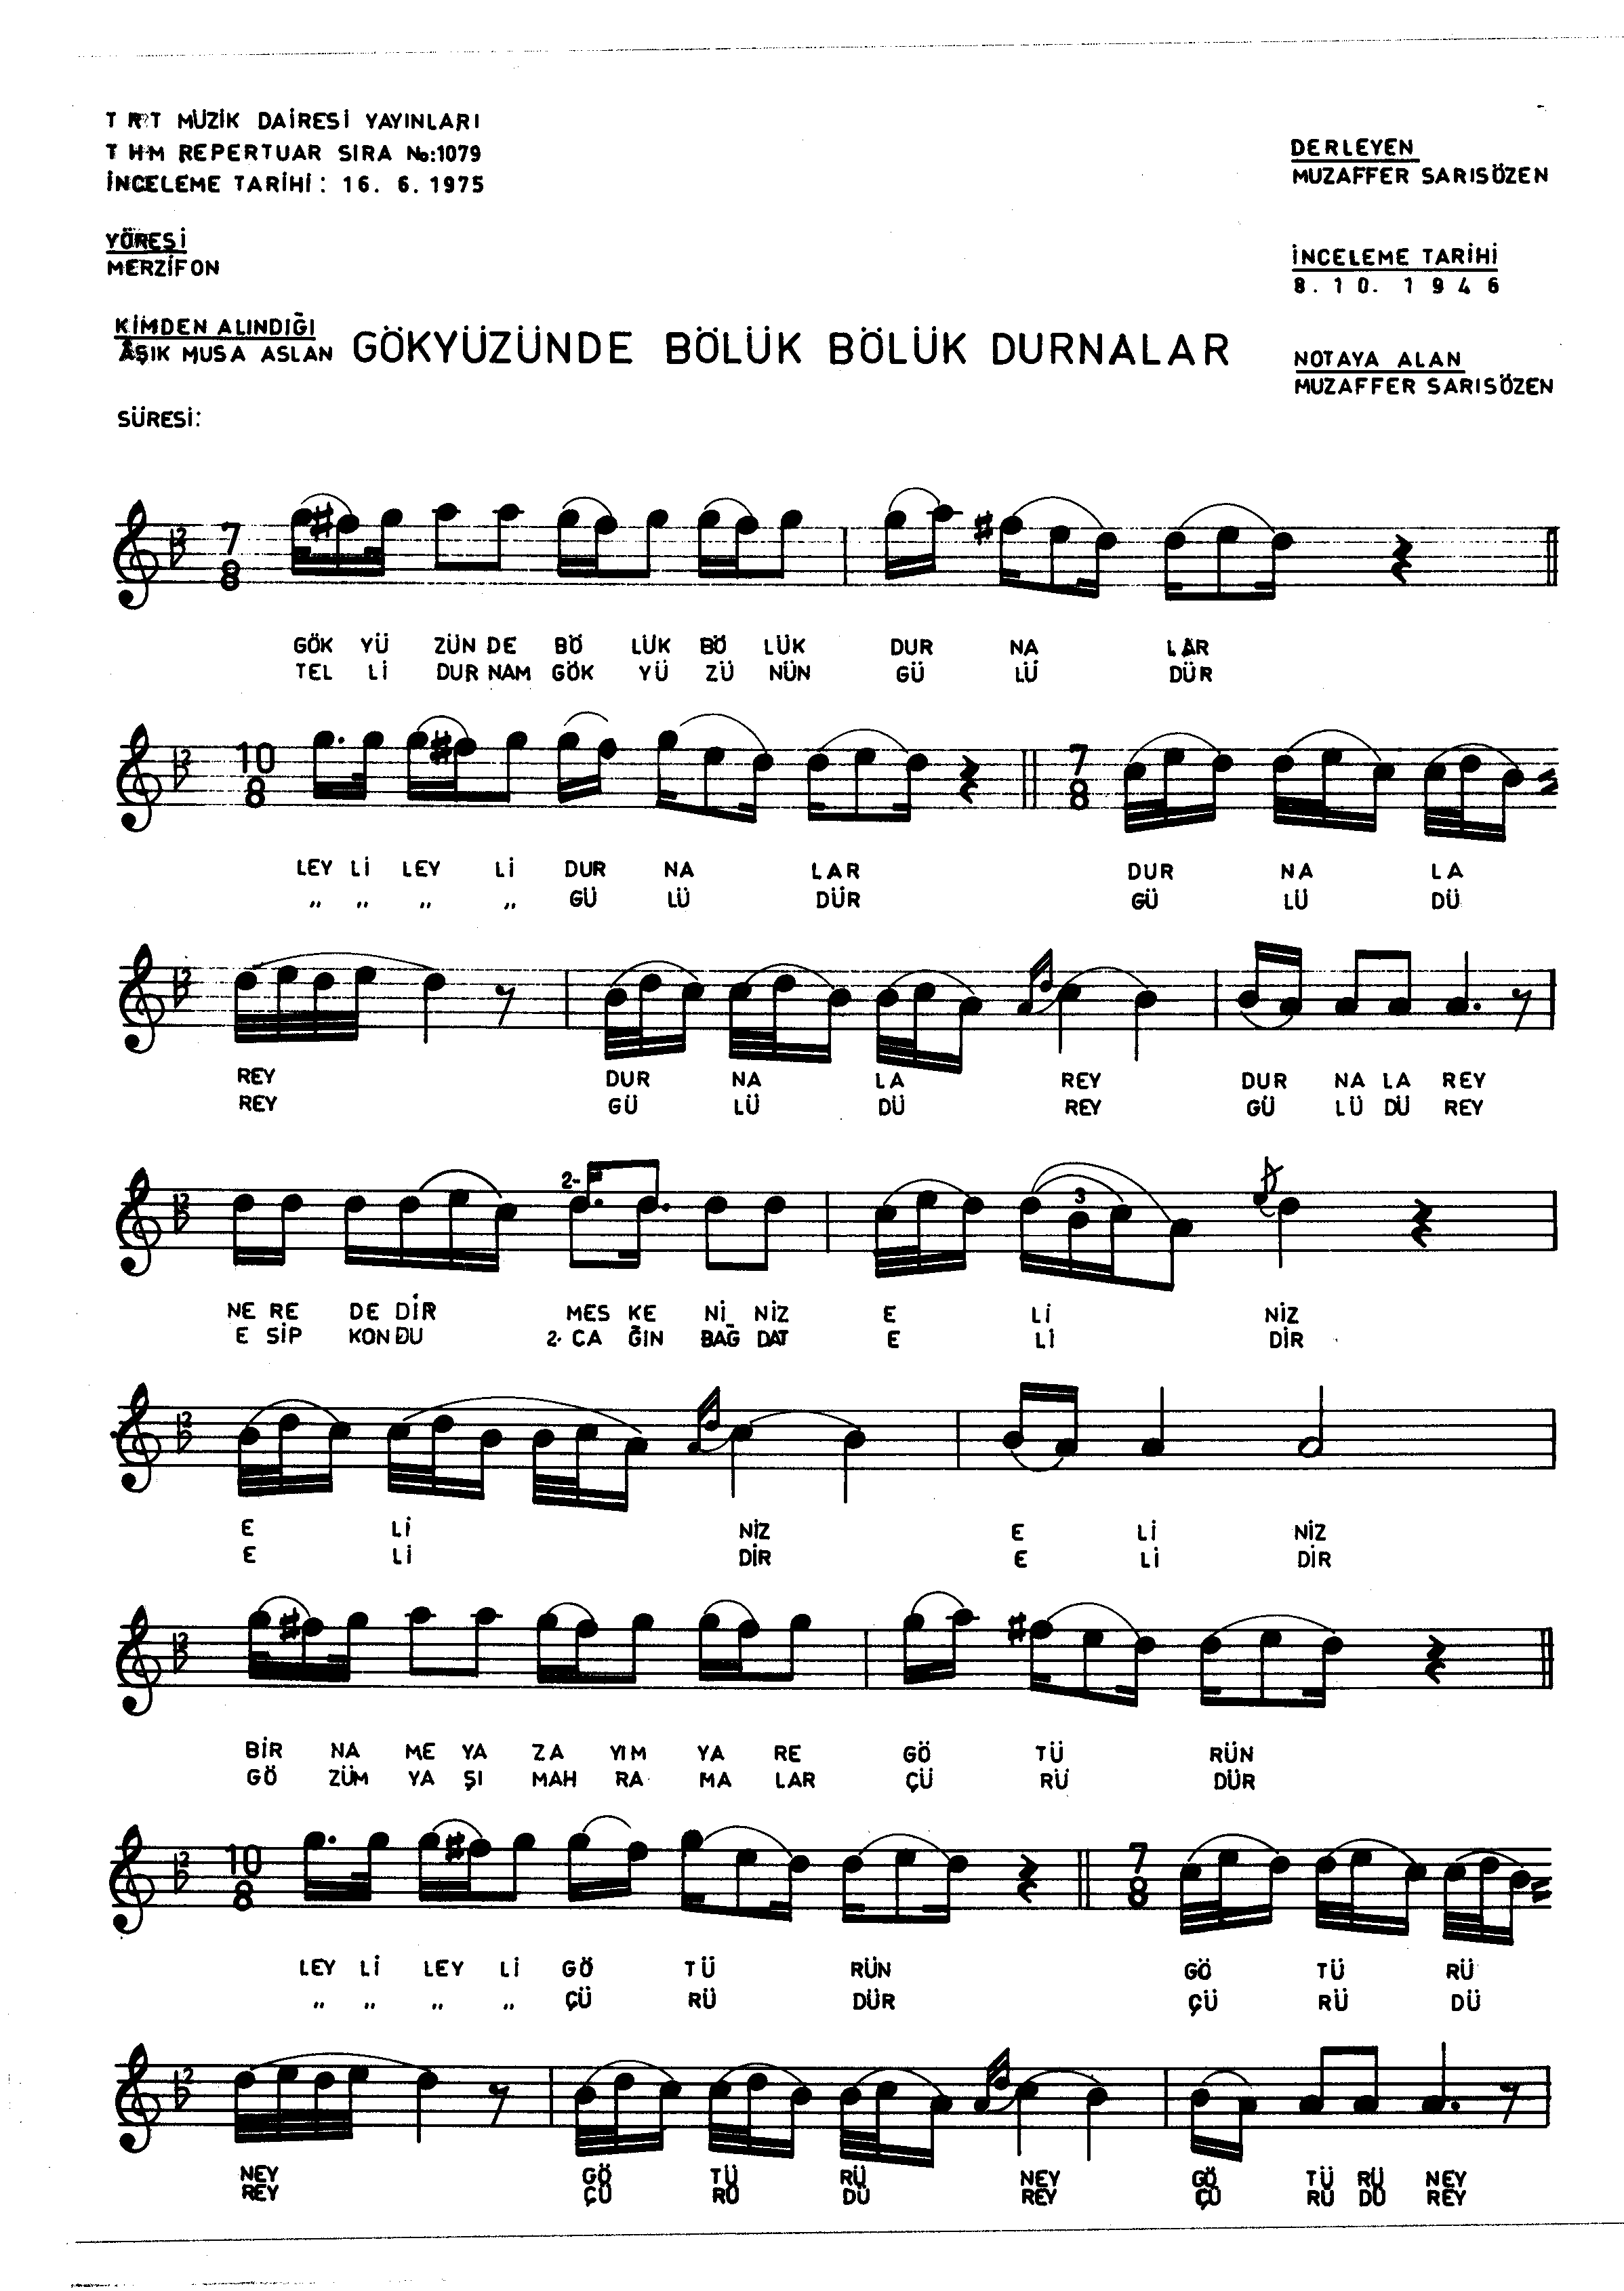 TRT MÜZİK DAİRESİ YAYINLARI
THM REPERTUAR SIRA No:1079
İNCELEME TARİHİ: 16. 6. 1975
DERLEYEN
MUZAFFER SARISÖZEN
YÖRESİ
MERZİFON
İNCELEME TARİHİ
8. 10. 1946
KİMDEN ALINDIĞI
ÂŞIK MUSA ASLAN
GÖKYÜZÜNDE BÖLÜK BÖLÜK DURNALAR
NOTAYA ALAN
MUZAFFER SARISÖZEN
SÜRESİ:
7 8
GÖK YÜ ZÜN DE BÖ LÜK BÖ LÜK DUR NA LAR
TEL Lİ DUR NAM GÖK YÜ ZÜ NÜN GÜ LÜ DÜR
10 8 7 8
LEY Lİ LEY Lİ DUR NA LAR DUR NA LA
,, ,, ,, ,, GÜ LÜ DÜR GÜ LÜ DÜ
REY DUR NA LA REY DUR NA LA REY
REY GÜ LÜ DÜ REY GÜ LÜ DÜ REY
2- 3
NE RE DE DİR MES KE Nİ NİZ E Lİ NİZ
E SİP KON DU 2- CA ĞIN BAĞ DAT E Lİ DİR
E Lİ NİZ E Lİ NİZ
E Lİ DİR E Lİ DİR
BİR NA ME YA ZA YIM YA RE GÖ TÜ RÜN
GÖ ZÜM YA ŞI MAH RA MA LAR ÇÜ RÜ DÜR
10 8 7 8
LEY Lİ LEY Lİ GÖ TÜ RÜN GÖ TÜ RÜ
,, ,, ,, ,, ÇÜ RÜ DÜR ÇÜ RÜ DÜ
NEY GÖ TÜ RÜ NEY GÖ TÜ RÜ NEY
REY ÇÜ RÜ DÜ REY ÇÜ RÜ DÜ REY